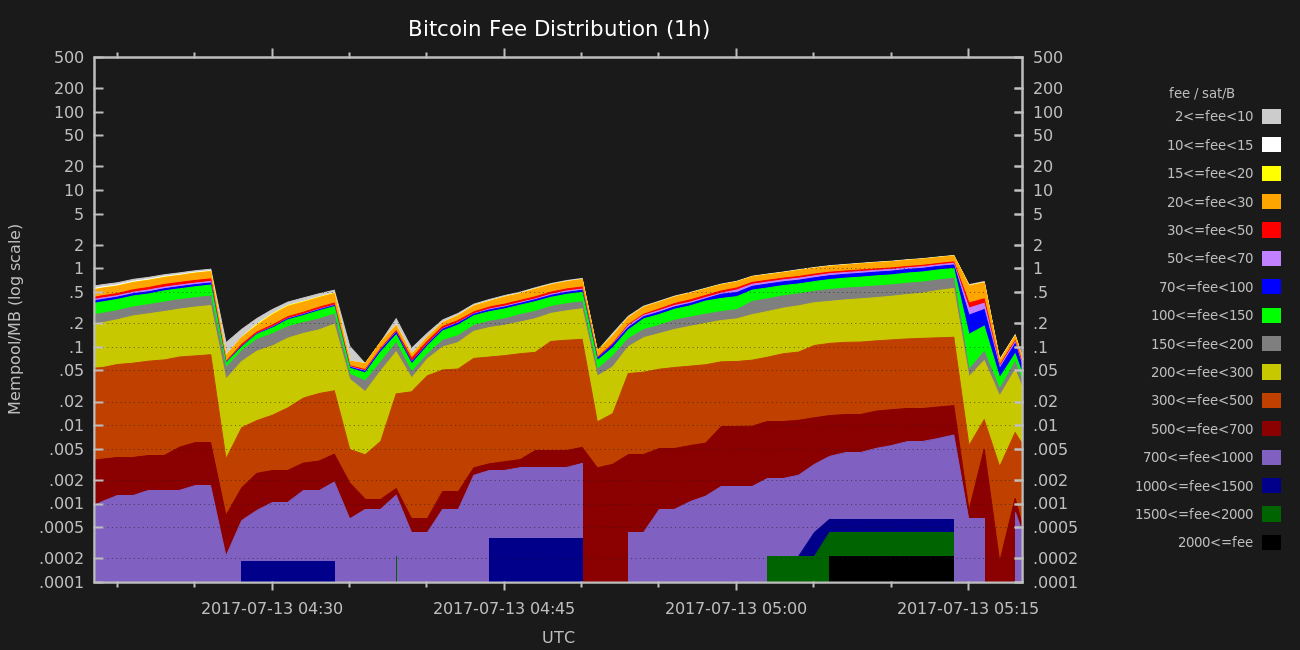 Bitcoin Fee Distribution (1h)
500 500
200 200
100 100
50 50
20 20
10 10
5 5
2 2
1 1
.5 .5
.2 .2
.1 .1
.05 .05
.02 .02
.01 .01
.005 .005
.002 .002
.001 .001
.0005 .0005
.0002 .0002
.0001 .0001
Mempool/MB (log scale)
2017-07-13 04:30 2017-07-13 04:45 2017-07-13 05:00 2017-07-13 05:15
UTC
fee / sat/B
2<=fee<10
10<=fee<15
15<=fee<20
20<=fee<30
30<=fee<50
50<=fee<70
70<=fee<100
100<=fee<150
150<=fee<200
200<=fee<300
300<=fee<500
500<=fee<700
700<=fee<1000
1000<=fee<1500
1500<=fee<2000
2000<=fee